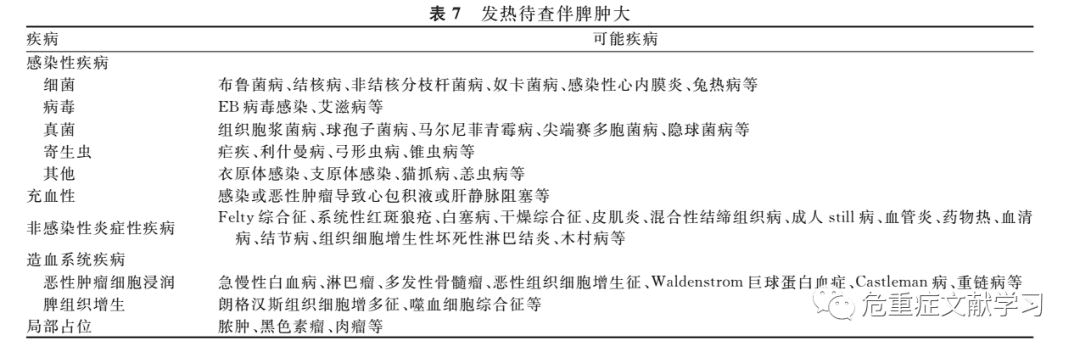 表 7 发热待查伴脾肿大
疾病 可能疾病
感染性疾病
细菌 布鲁菌病、结核病、非结核分枝杆菌病、奴卡菌病、感染性心内膜炎、兔热病等
病毒 EB 病毒感染、艾滋病等
真菌 组织胞浆菌病、球孢子菌病、马尔尼菲青霉病、尖端赛多胞菌病、隐球菌病等
寄生虫 疟疾、利什曼病、弓形虫病、锥虫病等
其他 衣原体感染、支原体感染、猫抓病、恙虫病等
充血性 感染或恶性肿瘤导致心包积液或肝静脉阻塞等
非感染性炎症性疾病 Felty 综合征、系统性红斑狼疮、白塞病、干燥综合征、皮肌炎、混合性结缔组织病、成人 still 病、血管炎、药物热、血清
病、结节病、组织细胞增生性坏死性淋巴结炎、木村病等
造血系统疾病
恶性肿瘤细胞浸润 急慢性白血病、淋巴瘤、多发性骨髓瘤、恶性组织细胞增生征、Waldenstrom 巨球蛋白血症、Castleman 病、重链病等
脾组织增生 朗格汉斯组织细胞增多征、噬血细胞综合征等
局部占位 脓肿、黑色素瘤、肉瘤等
危重症文献学习